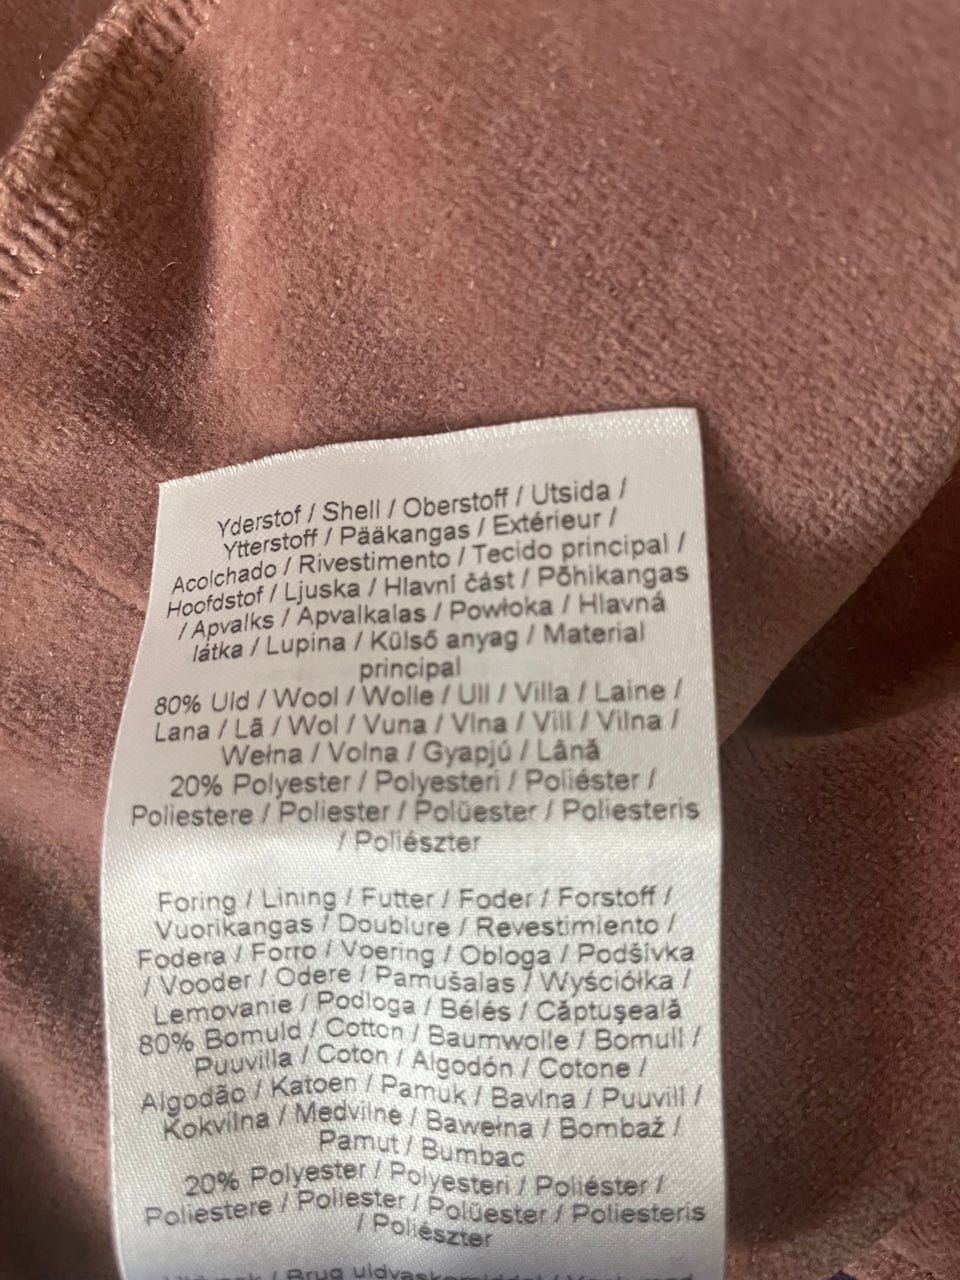 Yderstof / Shell / Oberstoff / Utsida /
Ytterstoff / Pääkangas / Extérieur /
Acolchado / Rivestimento / Tecido principal /
Hoofdstof / Ljuska / Hlavní část / Põhikangas
/ Apvalks / Apvalkalas / Powłoka / Hlavná
látka / Lupina / Külső anyag / Material
principal
80% Uld / Wool / Wolle / Ull / Villa / Laine /
Lana / Lã / Wol / Vuna / Vlna / Vill / Vilna /
Wełna / Volna / Gyapjú / Lână
20% Polyester / Polyesteri / Poliéster /
Poliestere / Poliester / Polüester / Poliesteris
/ Poliészter
Foring / Lining / Futter / Foder / Forstoff /
Vuorikangas / Doublure / Revestimiento /
Fodera / Forro / Voering / Obloga / Podšívka
/ Vooder / Odere / Pamušalas / Wyściółka /
Lemovanie / Podloga / Bélés / Căptuşeală
80% Bomuld / Cotton / Baumwolle / Bomull /
Puuvilla / Coton / Algodón / Cotone /
Algodão / Katoen / Pamuk / Bavlna / Puuvill /
Kokvilna / Medvilne / Bawełna / Bombaž /
Pamut / Bumbac
20% Polyester / Polyesteri / Poliéster /
Poliestere / Poliester / Polüester / Poliesteris
/ Poliészter
/ Brug uldvaskemiddel /